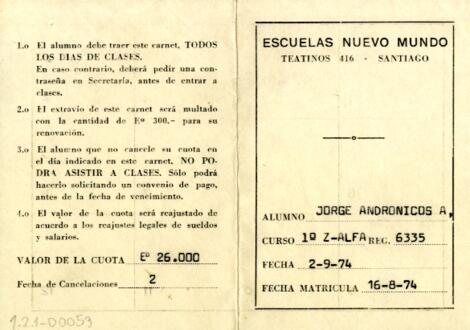 1.o El alumno debe traer este carnet, TODOS
LOS DIAS DE CLASES.
En caso contrario, deberá pedir una con-
traseña en Secretaría, antes de entrar a
clases.
2.o El extravío de este carnet será multado
con la cantidad de Eº 300.- para su
renovación.
3.o El alumno que no cancele su cuota en
el día indicado en este carnet, NO PO-
DRA ASISTIR A CLASES. Sólo podrá
hacerlo solicitando un convenio de pago,
antes de la fecha de vencimiento.
4.o El valor de la cuota será reajustado de
acuerdo a los reajustes legales de sueldos
y salarios.
VALOR DE LA CUOTA Eº 26.000
Fecha de Cancelaciones 2
1.2.1-00053
ESCUELAS NUEVO MUNDO
TEATINOS 416 - SANTIAGO
ALUMNO JORGE ANDRONICOS A,
CURSO 1º Z-ALFA REG. 6335
FECHA 2-9-74
FECHA MATRICULA 16-8-74